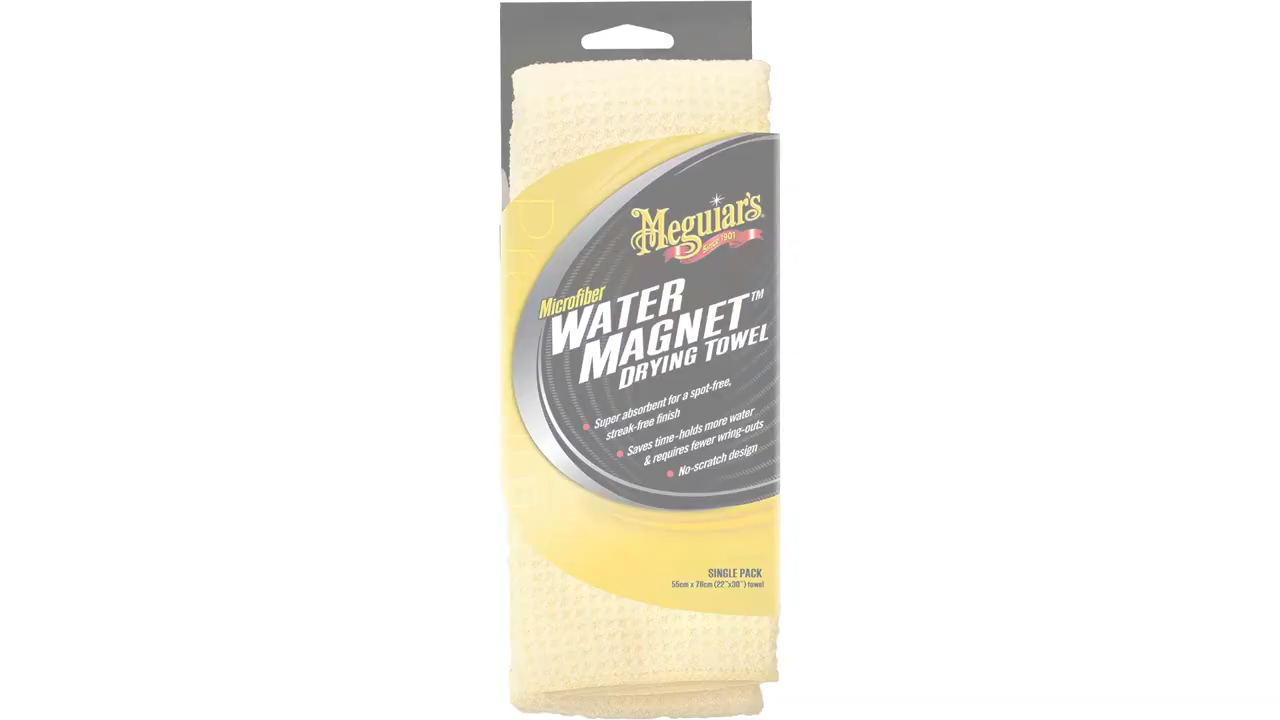 Meguiar's
Since 1901
Microfiber
WATER
MAGNET™
DRYING TOWEL
Super absorbent for a spot-free,
streak-free finish
Saves time-holds more water
& requires fewer wring-outs
No-scratch design
SINGLE PACK
55cm x 76cm (22"x30") towel